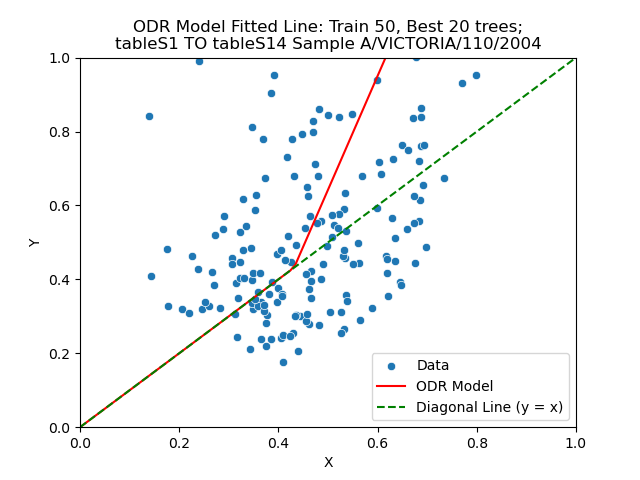 ODR Model Fitted Line: Train 50, Best 20 trees;
tableS1 TO tableS14 Sample A/VICTORIA/110/2004
1.0
0.8
0.6
0.4
0.2
0.0
Y
Data
ODR Model
Diagonal Line (y = x)
0.0 0.2 0.4 0.6 0.8 1.0
X